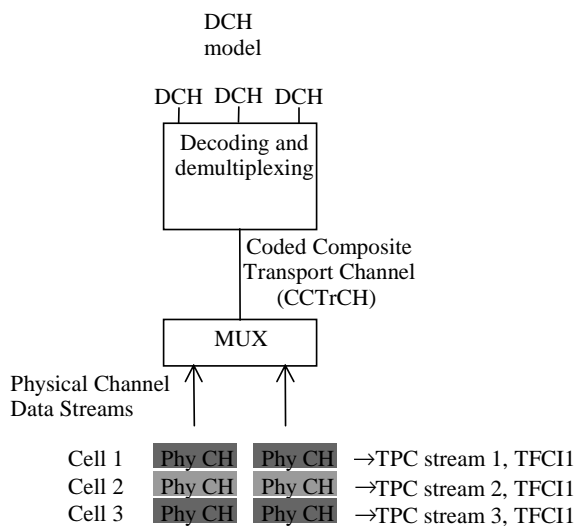 DCH
model
DCH DCH DCH
Decoding and
demultiplexing
Coded Composite
Transport Channel
(CCTrCH)
MUX
Physical Channel
Data Streams
Cell 1 Phy CH Phy CH →TPC stream 1, TFCI1
Cell 2 Phy CH Phy CH →TPC stream 2, TFCI1
Cell 3 Phy CH Phy CH →TPC stream 3, TFCI1